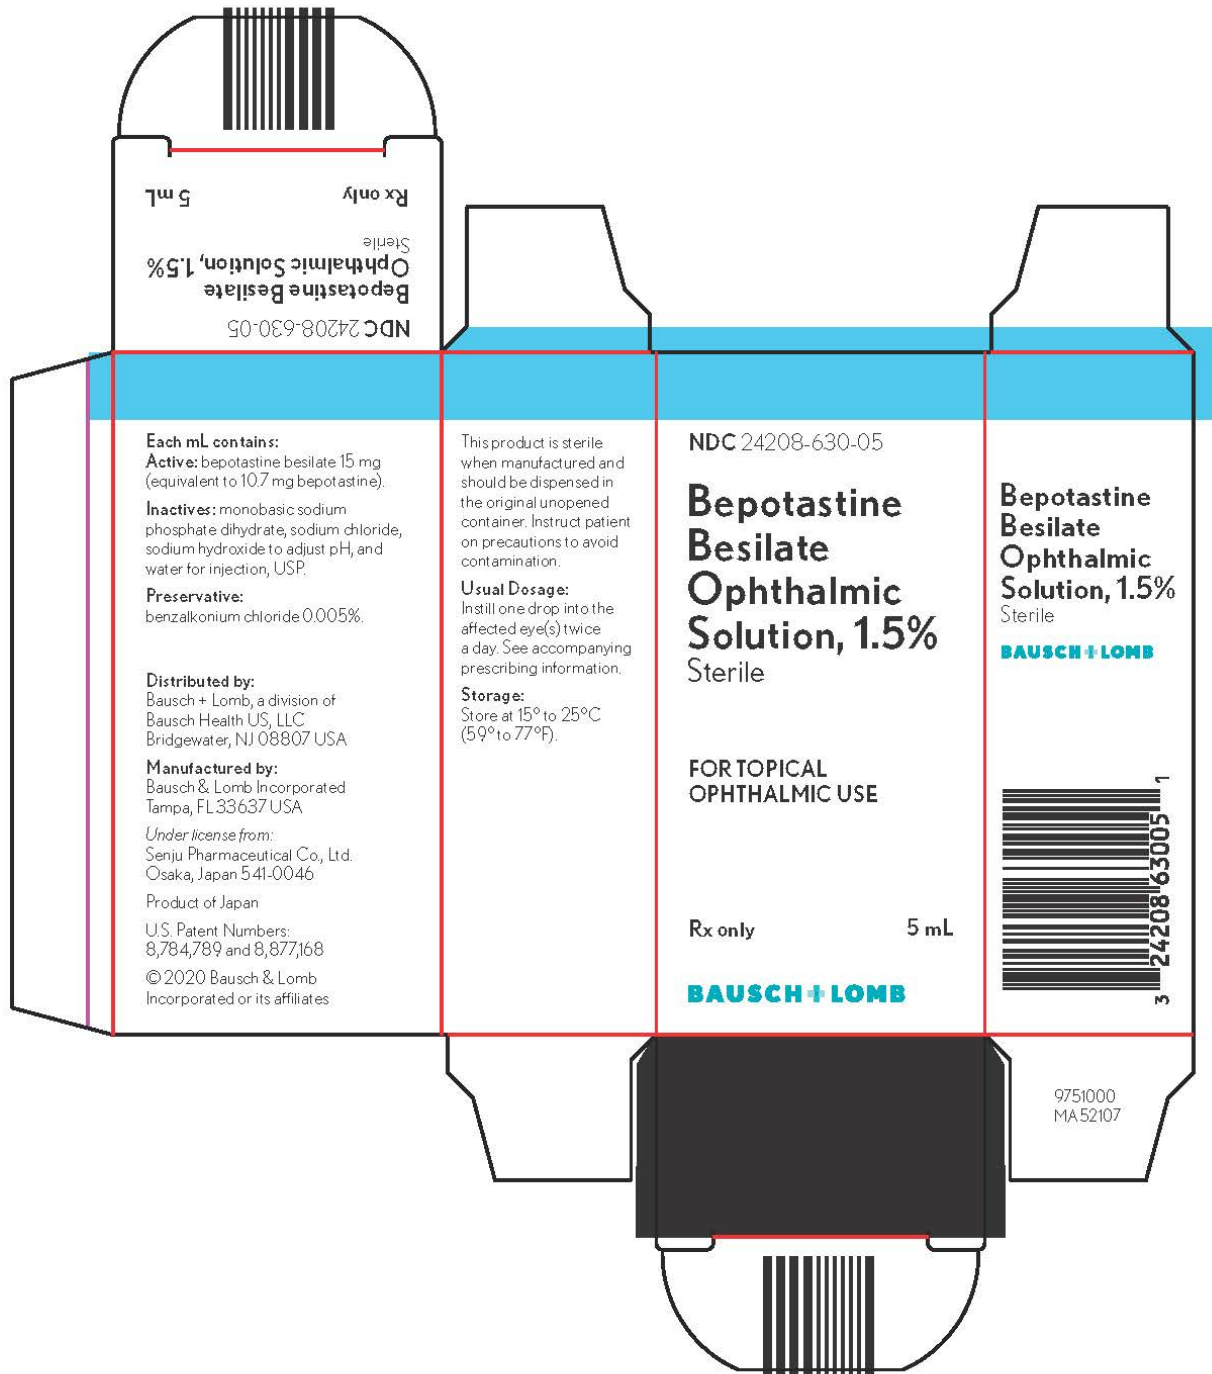 Rx only 5 mL
Sterile
Ophthalmic Solution, 1.5%
Bepotastine Besilate
NDC 24208-630-05
Each mL contains:
Active: bepotastine besilate 15 mg
(equivalent to 10.7 mg bepotastine).
Inactives: monobasic sodium
phosphate dihydrate, sodium chloride,
sodium hydroxide to adjust pH, and
water for injection, USP.
Preservative:
benzalkonium chloride 0.005%.
Distributed by:
Bausch + Lomb, a division of
Bausch Health US, LLC
Bridgewater, NJ 08807 USA
Manufactured by:
Bausch & Lomb Incorporated
Tampa, FL 33637 USA
Under license from:
Senju Pharmaceutical Co., Ltd.
Osaka, Japan 541-0046
Product of Japan
U.S. Patent Numbers:
8,784,789 and 8,877,168
© 2020 Bausch & Lomb
Incorporated or its affiliates
This product is sterile
when manufactured and
should be dispensed in
the original unopened
container. Instruct patient
on precautions to avoid
contamination.
Usual Dosage:
Instill one drop into the
affected eye(s) twice
a day. See accompanying
prescribing information.
Storage:
Store at 15° to 25°C
(59° to 77°F).
NDC 24208-630-05
Bepotastine
Besilate
Ophthalmic
Solution, 1.5%
Sterile
FOR TOPICAL
OPHTHALMIC USE
Rx only 5 mL
BAUSCH + LOMB
Bepotastine
Besilate
Ophthalmic
Solution, 1.5%
Sterile
BAUSCH + LOMB
3 24208 63005 1
9751000
MA52107